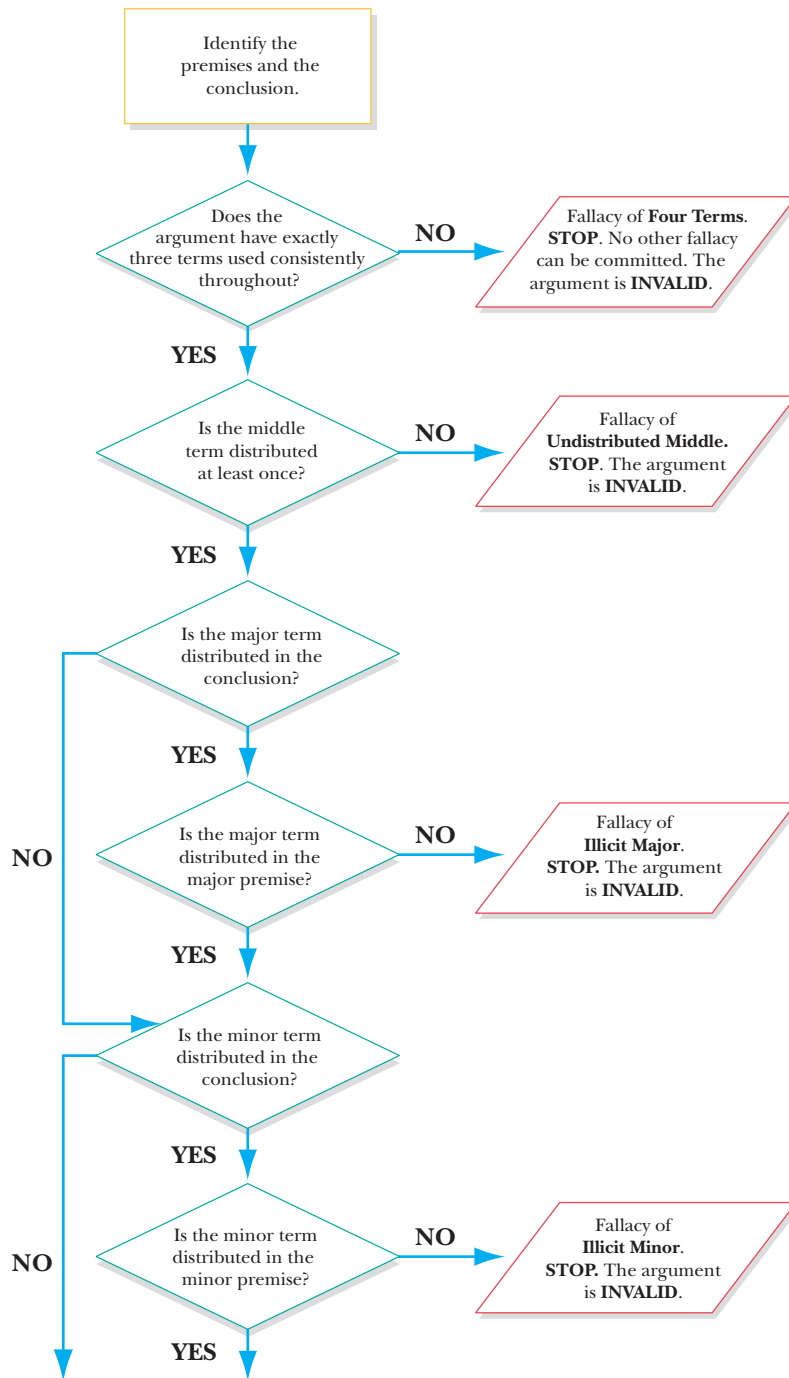 Identify the
premises and the
conclusion.
Does the
argument have exactly
three terms used consistently
throughout?
NO
Fallacy of Four Terms.
STOP. No other fallacy
can be committed. The
argument is INVALID.
YES
Is the middle
term distributed
at least once?
NO
Fallacy of
Undistributed Middle.
STOP. The argument
is INVALID.
YES
Is the major term
distributed in the
conclusion?
YES
NO
Is the major term
distributed in the
major premise?
NO
Fallacy of
Illicit Major.
STOP. The argument
is INVALID.
YES
Is the minor term
distributed in the
conclusion?
YES
NO
Is the minor term
distributed in the
minor premise?
NO
Fallacy of
Illicit Minor.
STOP. The argument
is INVALID.
YES